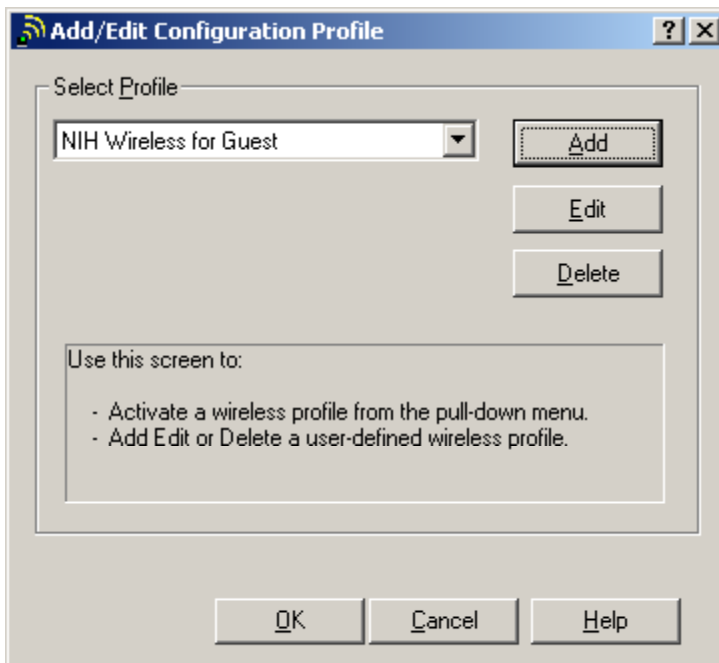 Add/Edit Configuration Profile
Select Profile
NIH Wireless for Guest
Add
Edit
Delete
Use this screen to:
- Activate a wireless profile from the pull-down menu.
- Add Edit or Delete a user-defined wireless profile.
OK
Cancel
Help